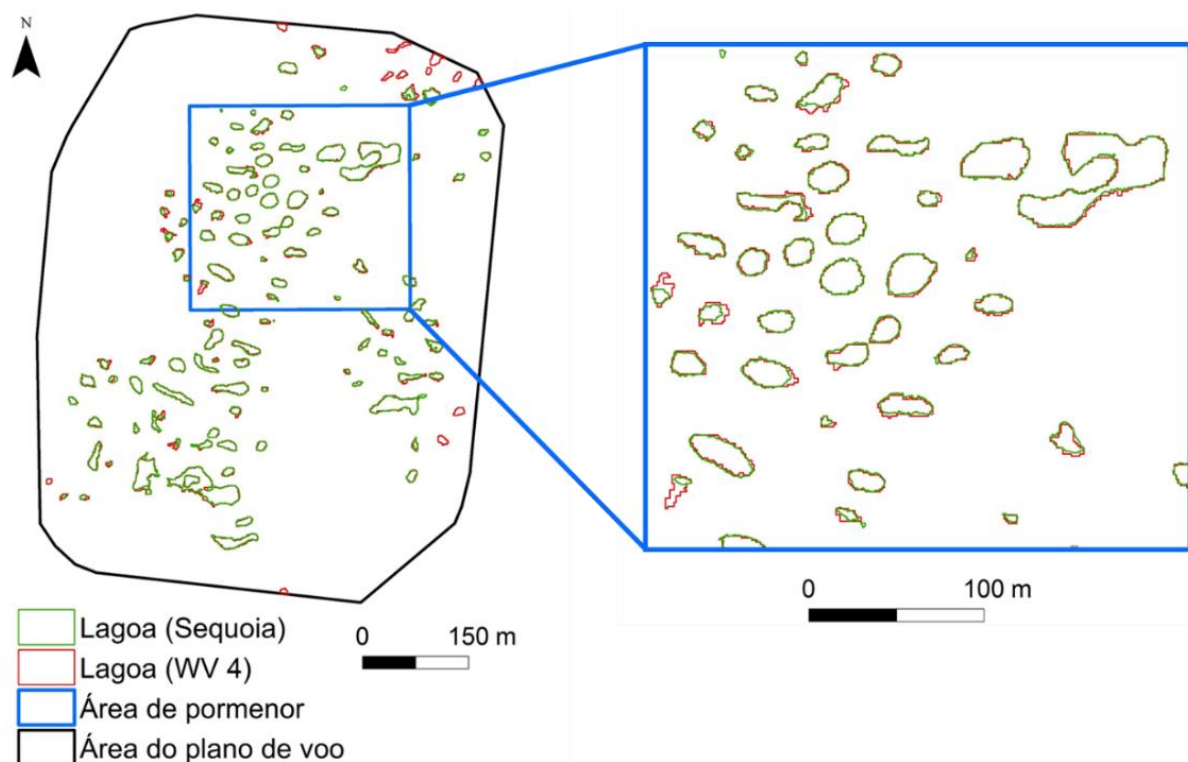 N
Lagoa (Sequoia)
Lagoa (WV 4)
Área de pormenor
Área do plano de voo
0 150 m
0 100 m